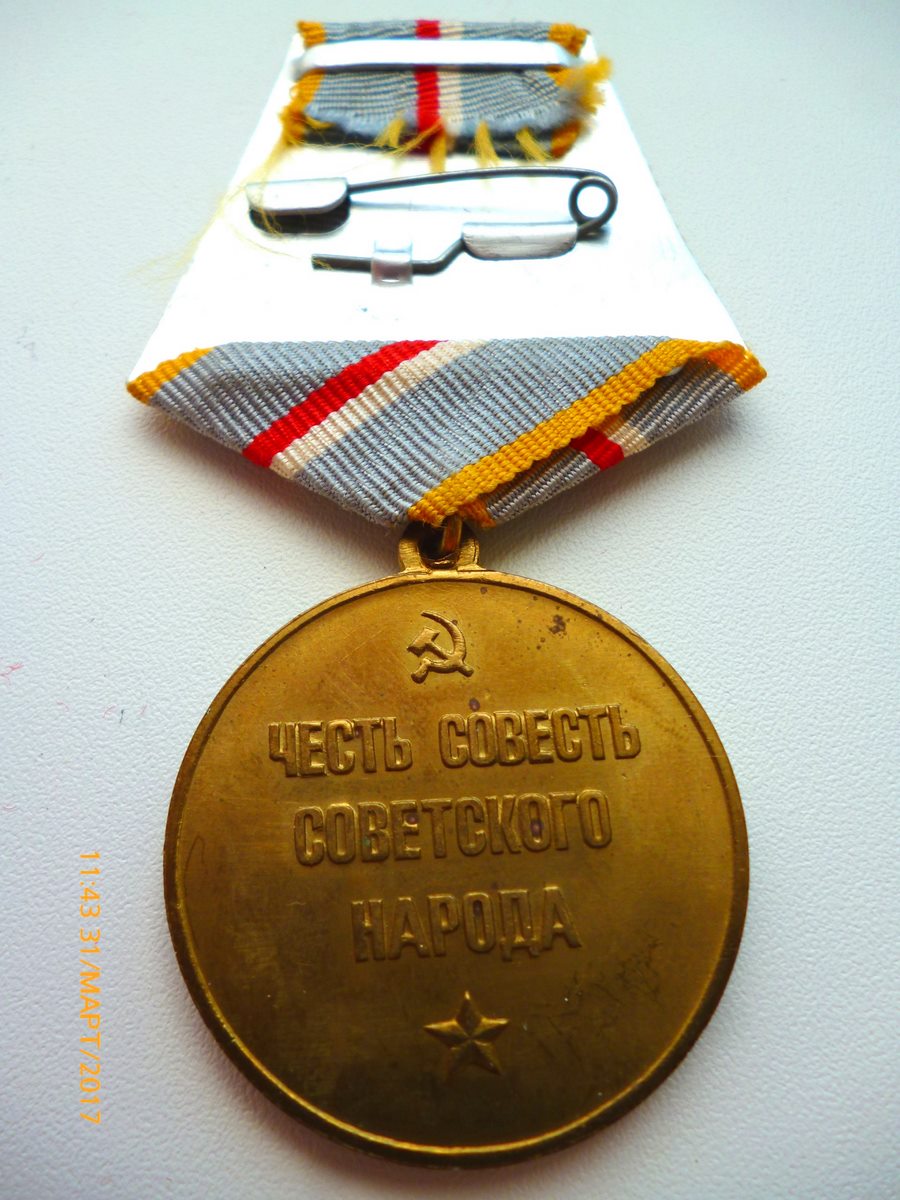 ЧЕСТЬ СОВЕСТЬ
СОВЕТСКОГО
НАРОДА
11:43 31/МАРТ/2017